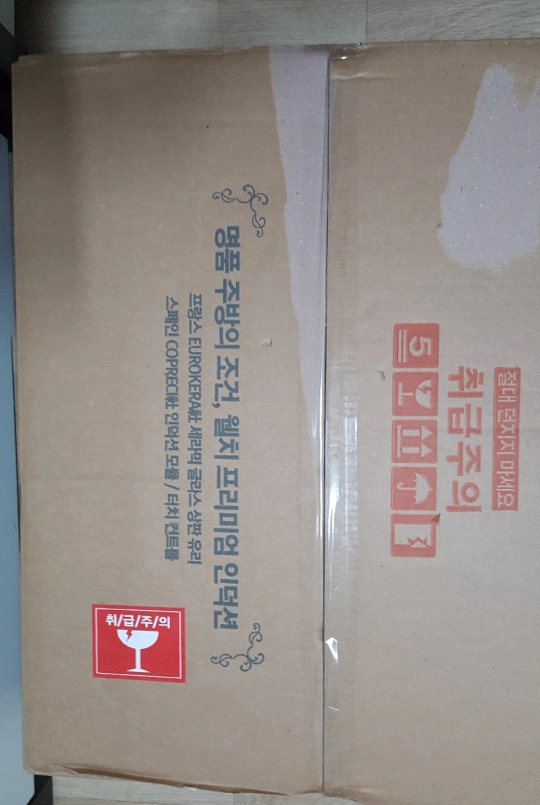 명품 주방의 조건, 웰치 프리미엄 인덕션
프랑스 EUROKERA社 세라믹 글라스 상판 유리
스페인 COPRECI社 인덕션 모듈 / 터치 컨트롤
취/급/주/의
절대 던지지 마세요
취급주의
5